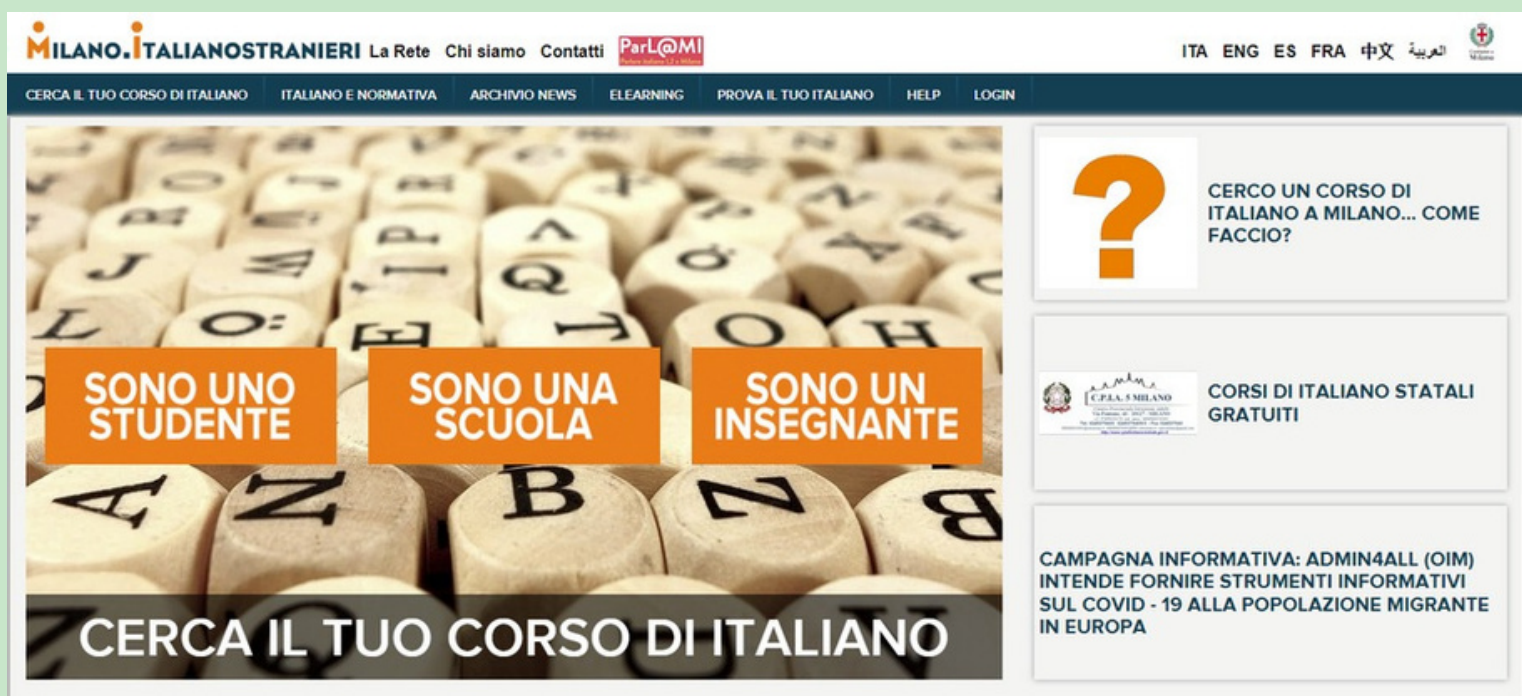 MILANO.ITALIANOSTRANIERI La Rete Chi siamo Contatti ParL@MI
ITA ENG ES FRA 中文 العربية
CERCA IL TUO CORSO DI ITALIANO ITALIANO E NORMATIVA ARCHIVIO NEWS ELEARNING PROVA IL TUO ITALIANO HELP LOGIN
SONO UNO
STUDENTE
SONO UNA
SCUOLA
SONO UN
INSEGNANTE
CERCA IL TUO CORSO DI ITALIANO
?
CERCO UN CORSO DI
ITALIANO A MILANO... COME
FACCIO?
C.P.I.A. 5 MILANO
CORSI DI ITALIANO STATALI
GRATUITI
CAMPAGNA INFORMATIVA: ADMIN4ALL (OIM)
INTENDE FORNIRE STRUMENTI INFORMATIVI
SUL COVID - 19 ALLA POPOLAZIONE MIGRANTE
IN EUROPA